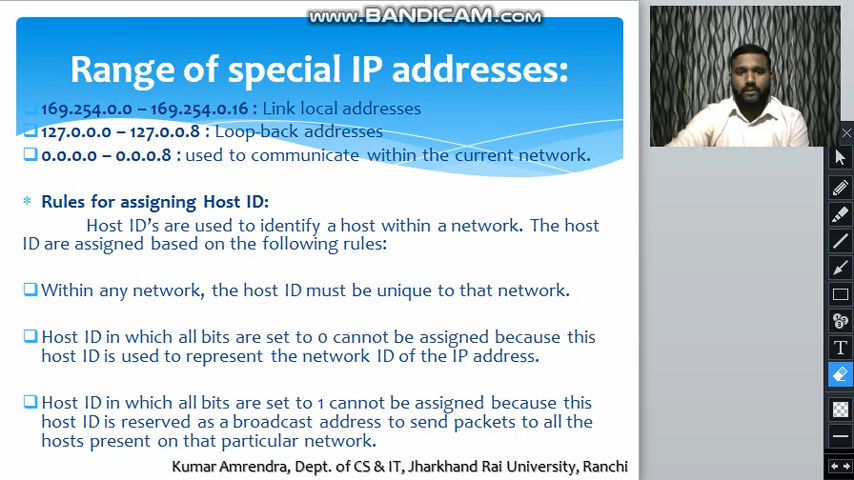 www.BANDICAM.com
Range of special IP addresses:
169.254.0.0 – 169.254.0.16 : Link local addresses
127.0.0.0 – 127.0.0.8 : Loop-back addresses
0.0.0.0 – 0.0.0.8 : used to communicate within the current network.
Rules for assigning Host ID:
Host ID’s are used to identify a host within a network. The host
ID are assigned based on the following rules:
Within any network, the host ID must be unique to that network.
Host ID in which all bits are set to 0 cannot be assigned because this
host ID is used to represent the network ID of the IP address.
Host ID in which all bits are set to 1 cannot be assigned because this
host ID is reserved as a broadcast address to send packets to all the
hosts present on that particular network.
Kumar Amrendra, Dept. of CS & IT, Jharkhand Rai University, Ranchi
T